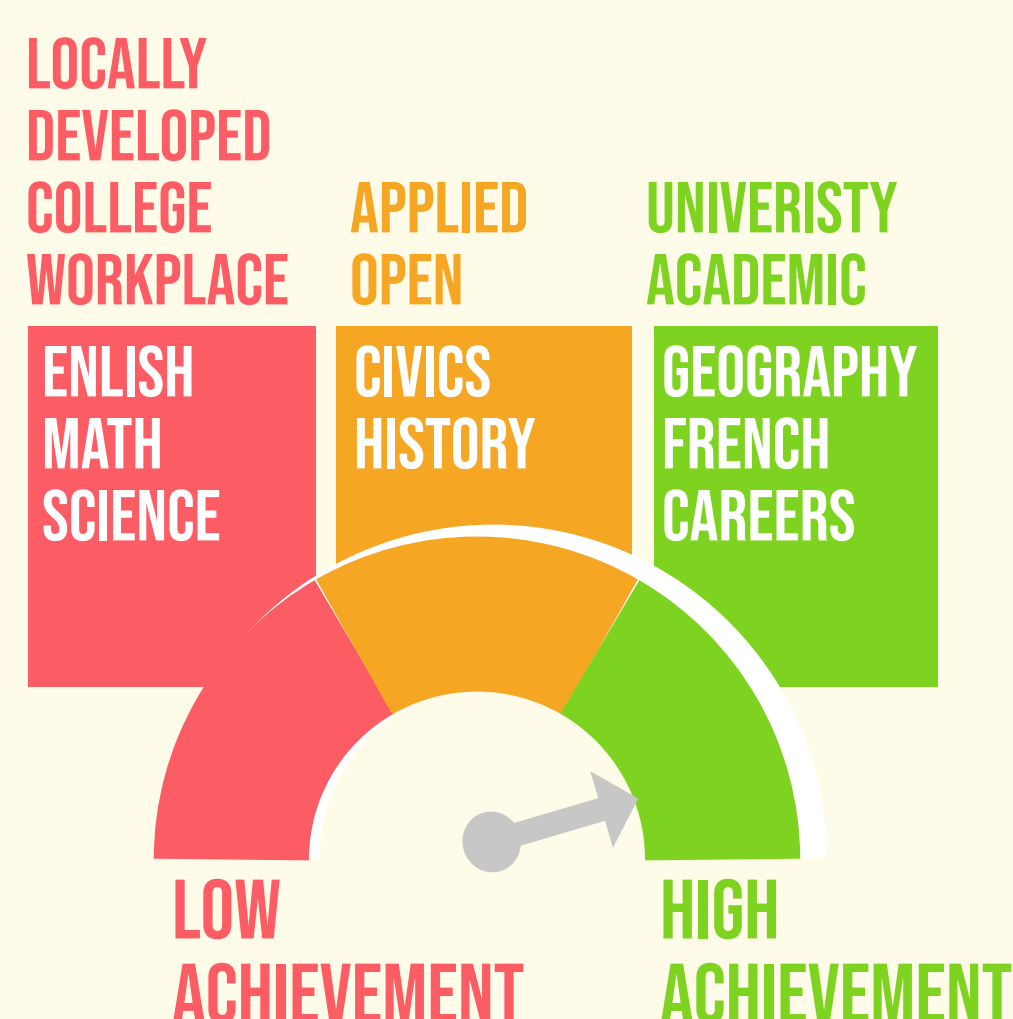 LOCALLY
DEVELOPED
COLLEGE
WORKPLACE
APPLIED
OPEN
UNIVERISTY
ACADEMIC
ENLISH
MATH
SCIENCE
CIVICS
HISTORY
GEOGRAPHY
FRENCH
CAREERS
LOW
ACHIEVEMENT
HIGH
ACHIEVEMENT